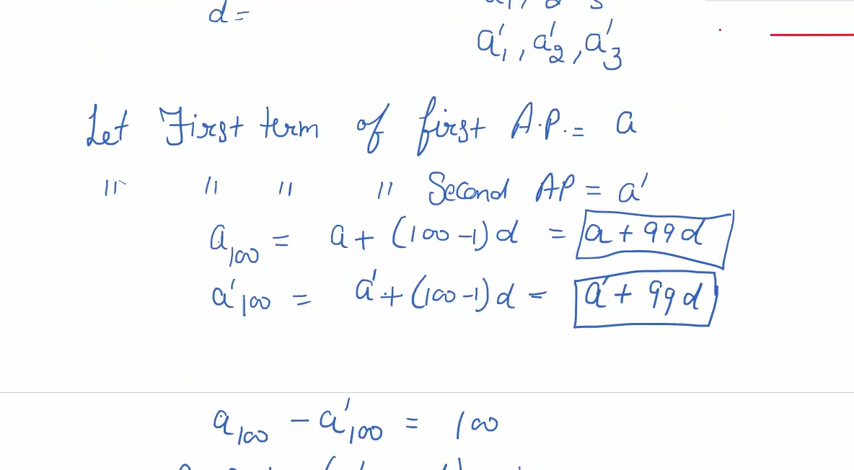 d =
a'₁, a'₂, a'₃
Let First term of first A.P. = a
" " " " Second AP = a'
a₁₀₀ = a + (100-1)d = a + 99d
a'₁₀₀ = a' + (100-1)d = a' + 99d
a₁₀₀ - a'₁₀₀ = 100